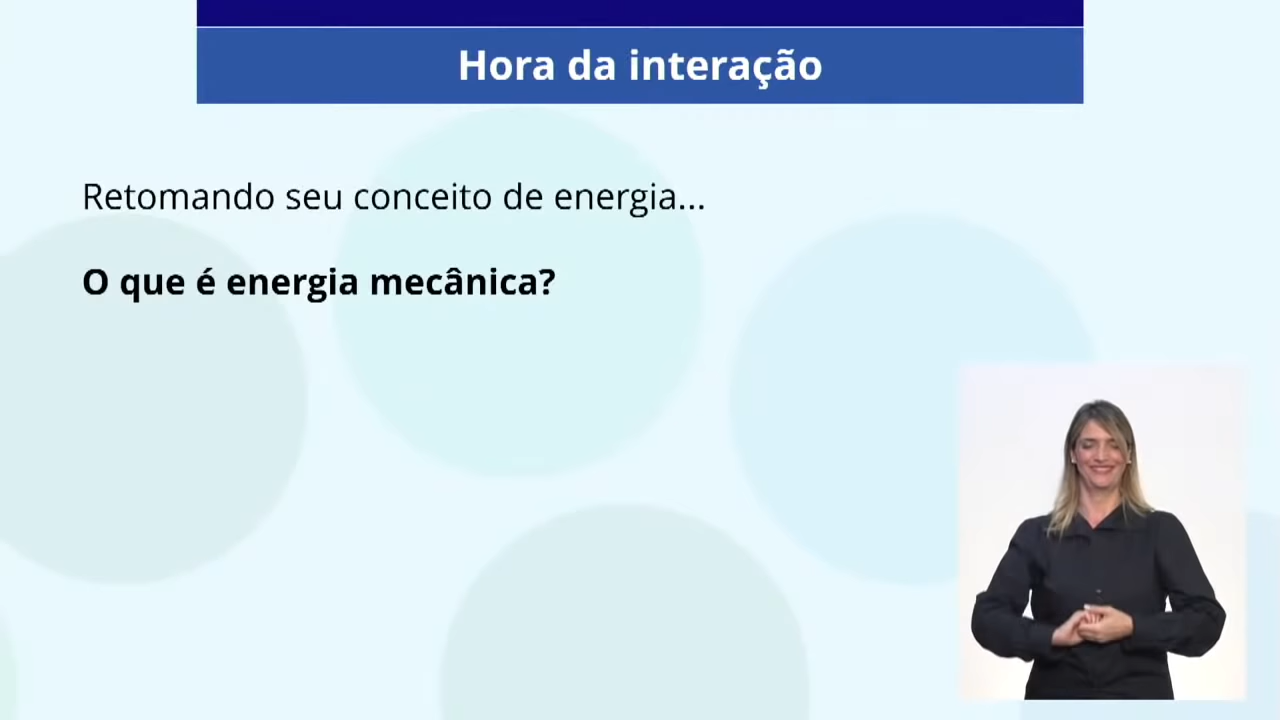 Hora da interação
Retomando seu conceito de energia...
O que é energia mecânica?